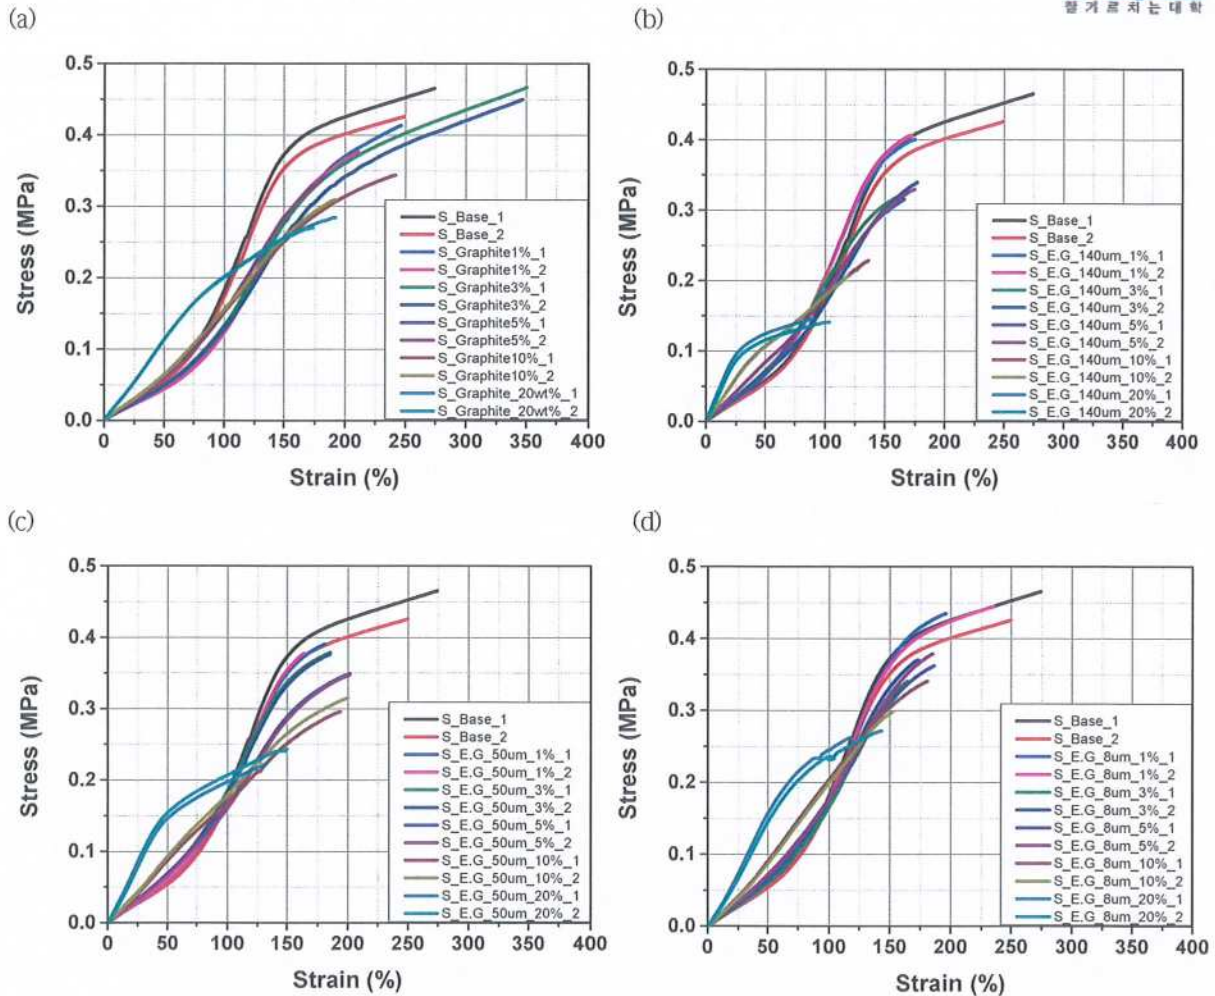 잘 가르치는 대학
(a)
0.5
0.4
0.3
0.2
0.1
0.0
Stress (MPa)
S_Base_1
S_Base_2
S_Graphite1%_1
S_Graphite1%_2
S_Graphite3%_1
S_Graphite3%_2
S_Graphite5%_1
S_Graphite5%_2
S_Graphite10%_1
S_Graphite10%_2
S_Graphite_20wt%_1
S_Graphite_20wt%_2
0 50 100 150 200 250 300 350 400
Strain (%)
(b)
0.5
0.4
0.3
0.2
0.1
0.0
Stress (MPa)
S_Base_1
S_Base_2
S_E.G_140um_1%_1
S_E.G_140um_1%_2
S_E.G_140um_3%_1
S_E.G_140um_3%_2
S_E.G_140um_5%_1
S_E.G_140um_5%_2
S_E.G_140um_10%_1
S_E.G_140um_10%_2
S_E.G_140um_20%_1
S_E.G_140um_20%_2
0 50 100 150 200 250 300 350 400
Strain (%)
(c)
0.5
0.4
0.3
0.2
0.1
0.0
Stress (MPa)
S_Base_1
S_Base_2
S_E.G_50um_1%_1
S_E.G_50um_1%_2
S_E.G_50um_3%_1
S_E.G_50um_3%_2
S_E.G_50um_5%_1
S_E.G_50um_5%_2
S_E.G_50um_10%_1
S_E.G_50um_10%_2
S_E.G_50um_20%_1
S_E.G_50um_20%_2
0 50 100 150 200 250 300 350 400
Strain (%)
(d)
0.5
0.4
0.3
0.2
0.1
0.0
Stress (MPa)
S_Base_1
S_Base_2
S_E.G_8um_1%_1
S_E.G_8um_1%_2
S_E.G_8um_3%_1
S_E.G_8um_3%_2
S_E.G_8um_5%_1
S_E.G_8um_5%_2
S_E.G_8um_10%_1
S_E.G_8um_10%_2
S_E.G_8um_20%_1
S_E.G_8um_20%_2
0 50 100 150 200 250 300 350 400
Strain (%)